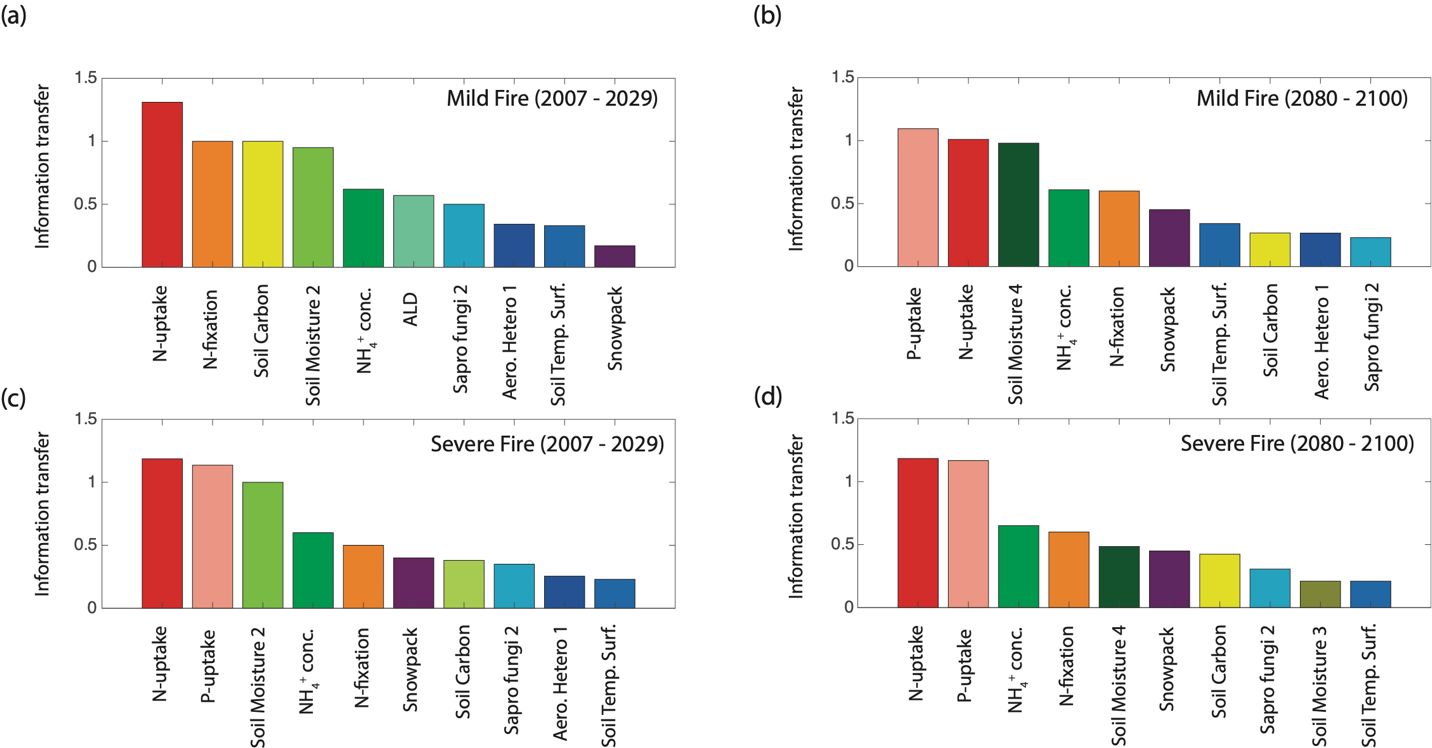 (a)
Mild Fire (2007 - 2029)
Information transfer
1.5
1
0.5
0
N-uptake
N-fixation
Soil Carbon
Soil Moisture 2
NH₄⁺ conc.
ALD
Sapro fungi 2
Aero. Hetero 1
Soil Temp. Surf.
Snowpack
(b)
Mild Fire (2080 - 2100)
Information transfer
1.5
1
0.5
0
P-uptake
N-uptake
Soil Moisture 4
NH₄⁺ conc.
N-fixation
Snowpack
Soil Temp. Surf.
Soil Carbon
Aero. Hetero 1
Sapro fungi 2
(c)
Severe Fire (2007 - 2029)
Information transfer
1.5
1
0.5
0
N-uptake
P-uptake
Soil Moisture 2
NH₄⁺ conc.
N-fixation
Snowpack
Soil Carbon
Sapro fungi 2
Aero. Hetero 1
Soil Temp. Surf.
(d)
Severe Fire (2080 - 2100)
Information transfer
1.5
1
0.5
0
N-uptake
P-uptake
NH₄⁺ conc.
N-fixation
Soil Moisture 4
Snowpack
Soil Carbon
Sapro fungi 2
Soil Moisture 3
Soil Temp. Surf.